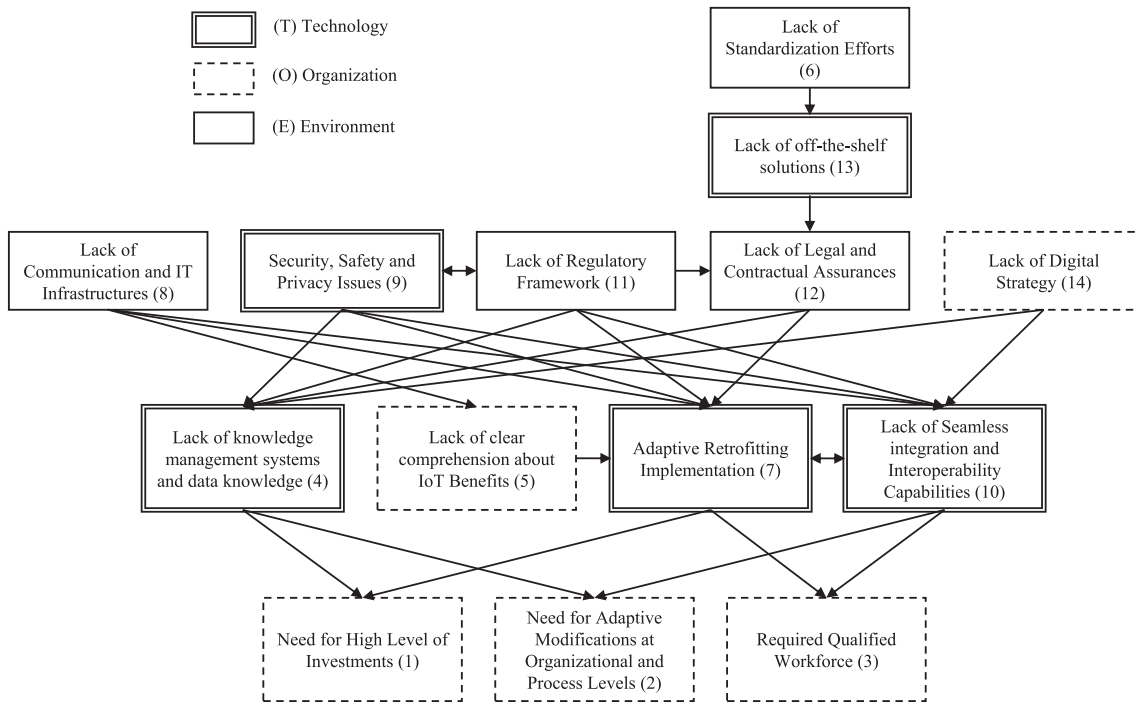 (T) Technology
(O) Organization
(E) Environment
Lack of
Standardization Efforts
(6)
Lack of off-the-shelf
solutions (13)
Lack of
Communication and IT
Infrastructures (8)
Security, Safety and
Privacy Issues (9)
Lack of Regulatory
Framework (11)
Lack of Legal and
Contractual Assurances
(12)
Lack of Digital
Strategy (14)
Lack of knowledge
management systems
and data knowledge (4)
Lack of clear
comprehension about
IoT Benefits (5)
Adaptive Retrofitting
Implementation (7)
Lack of Seamless
integration and
Interoperability
Capabilities (10)
Need for High Level of
Investments (1)
Need for Adaptive
Modifications at
Organizational and
Process Levels (2)
Required Qualified
Workforce (3)